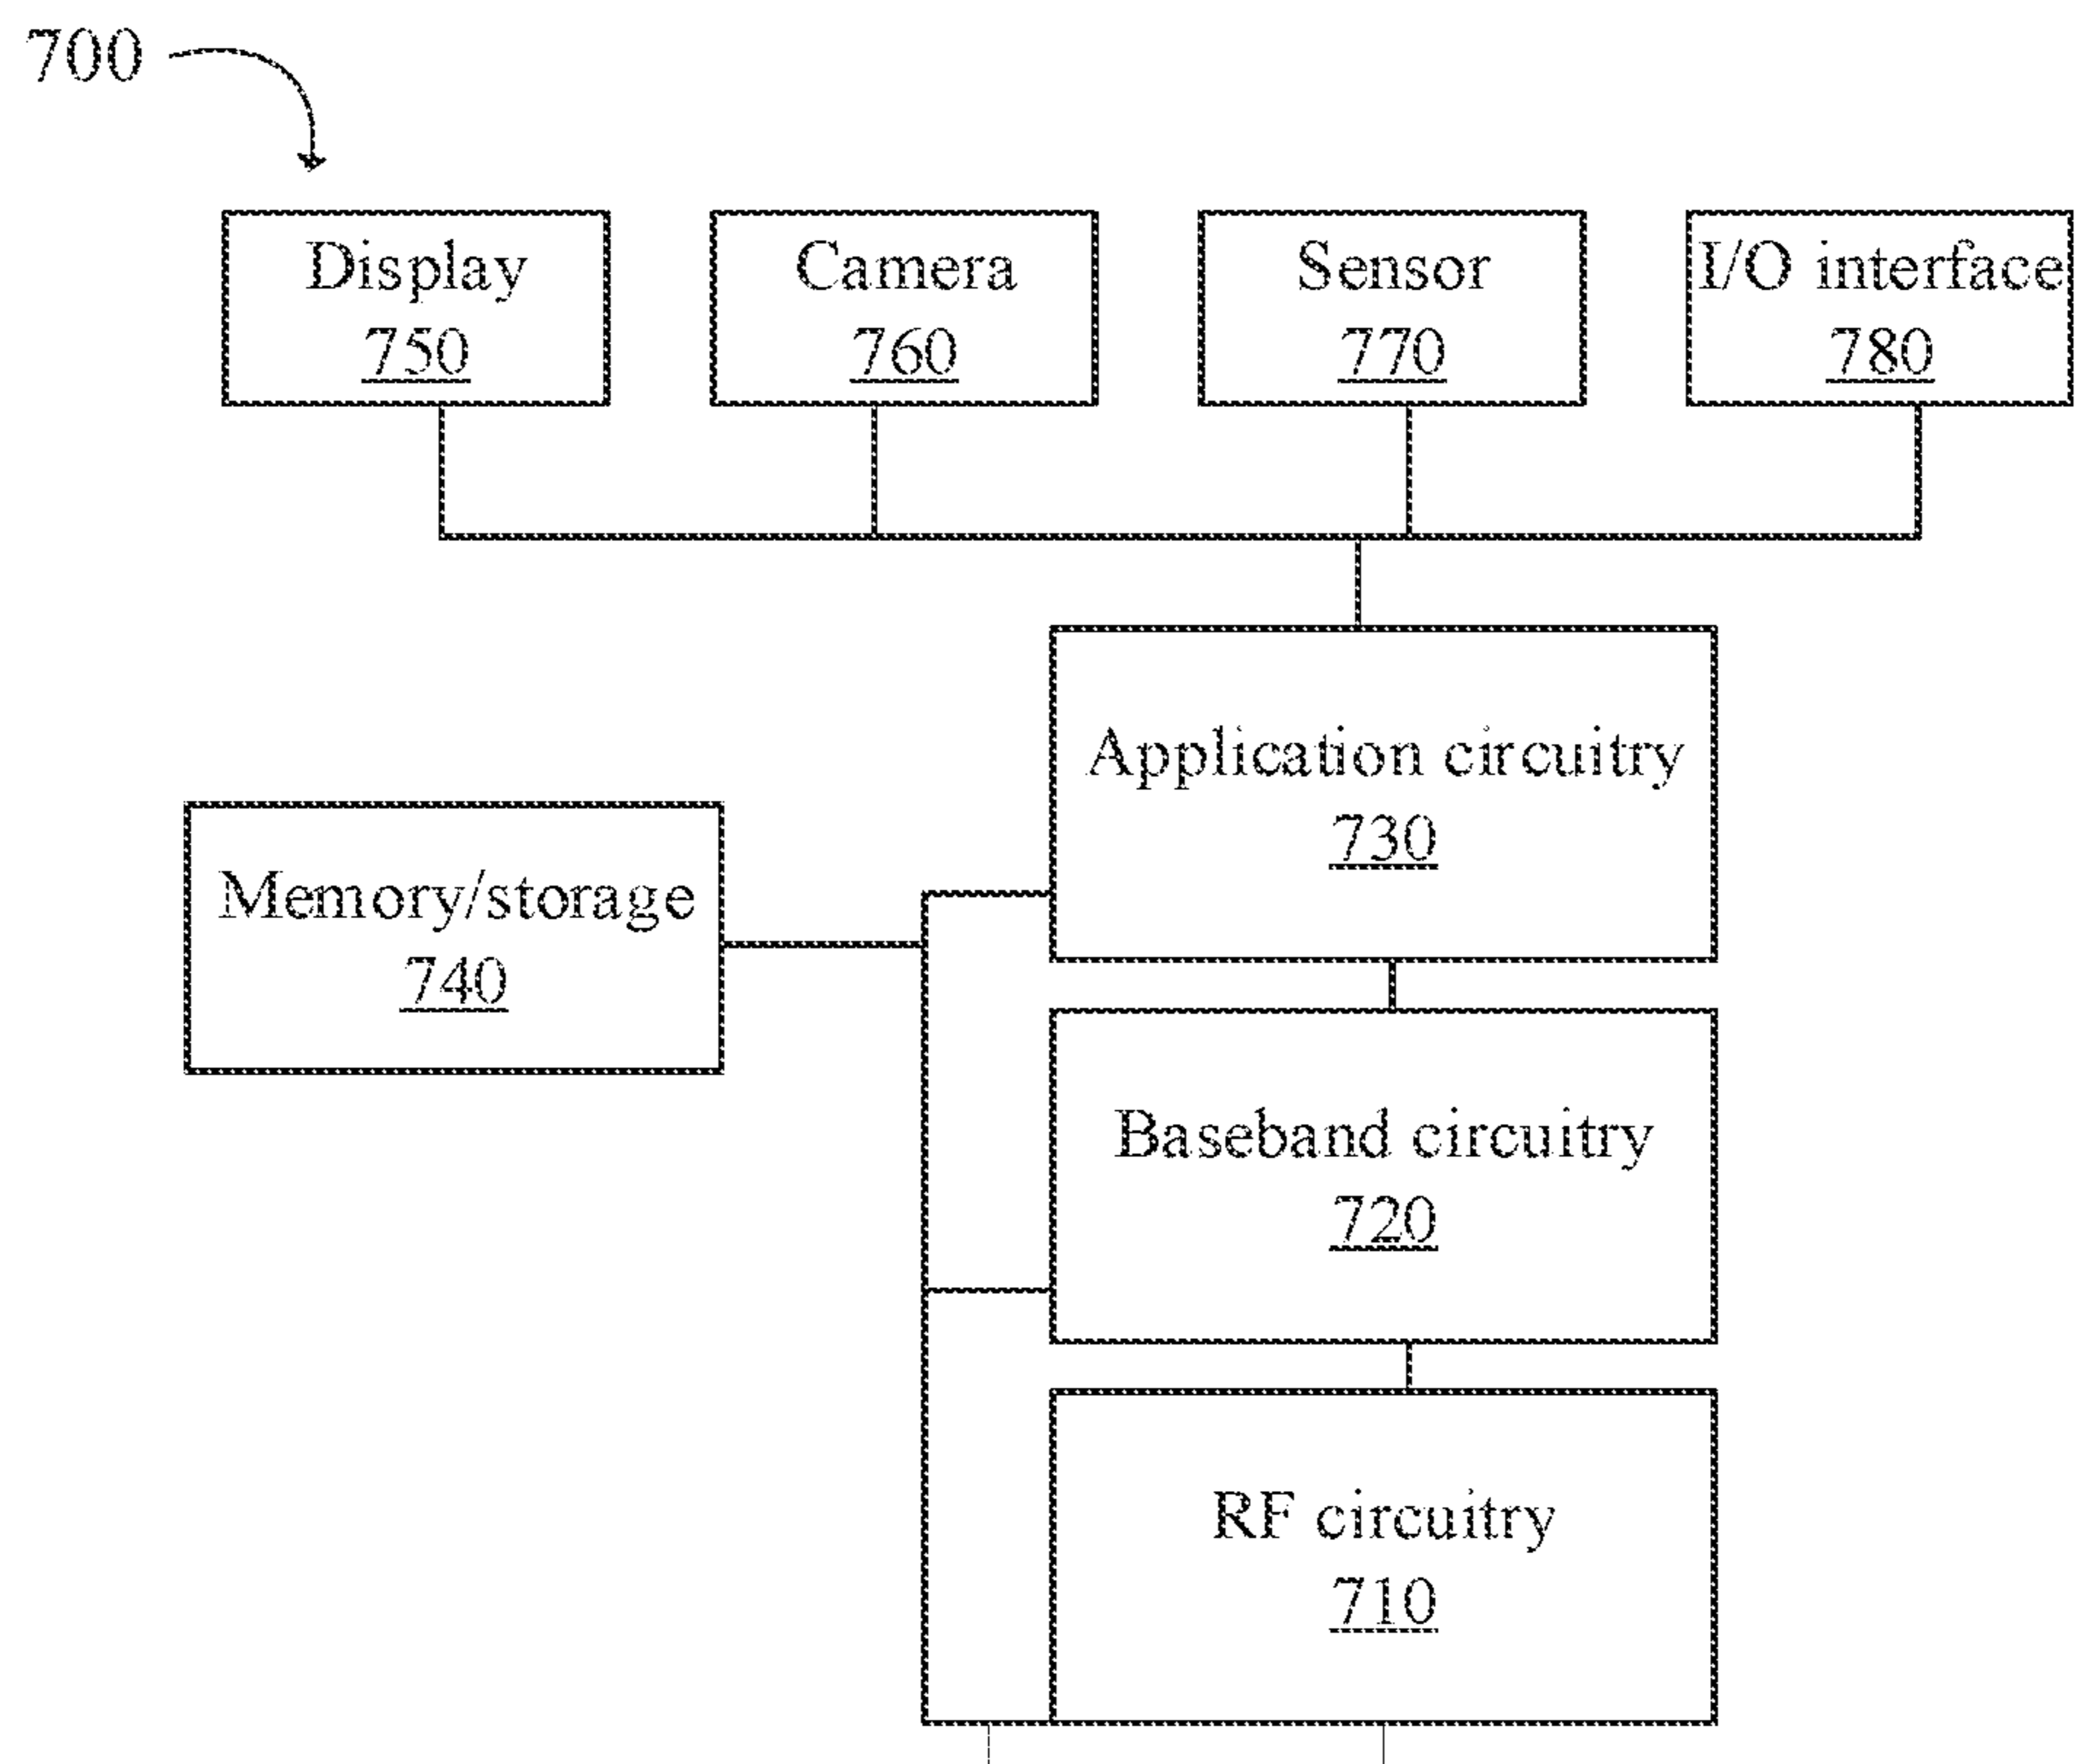 700
Display
750
Camera
760
Sensor
770
I/O interface
780
Application circuitry
730
Memory/storage
740
Baseband circuitry
720
RF circuitry
710